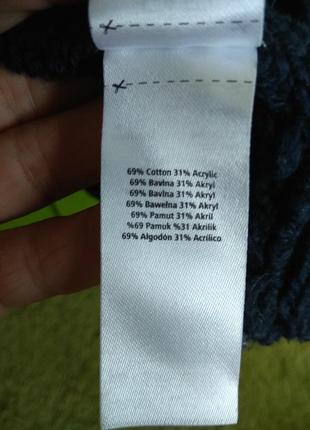 69% Cotton 31% Acrylic
69% Bavlna 31% Akryl
69% Bavlna 31% Akryl
69% Bawełna 31% Akryl
69% Pamut 31% Akril
%69 Pamuk %31 Akrilik
69% Algodón 31% Acrílico